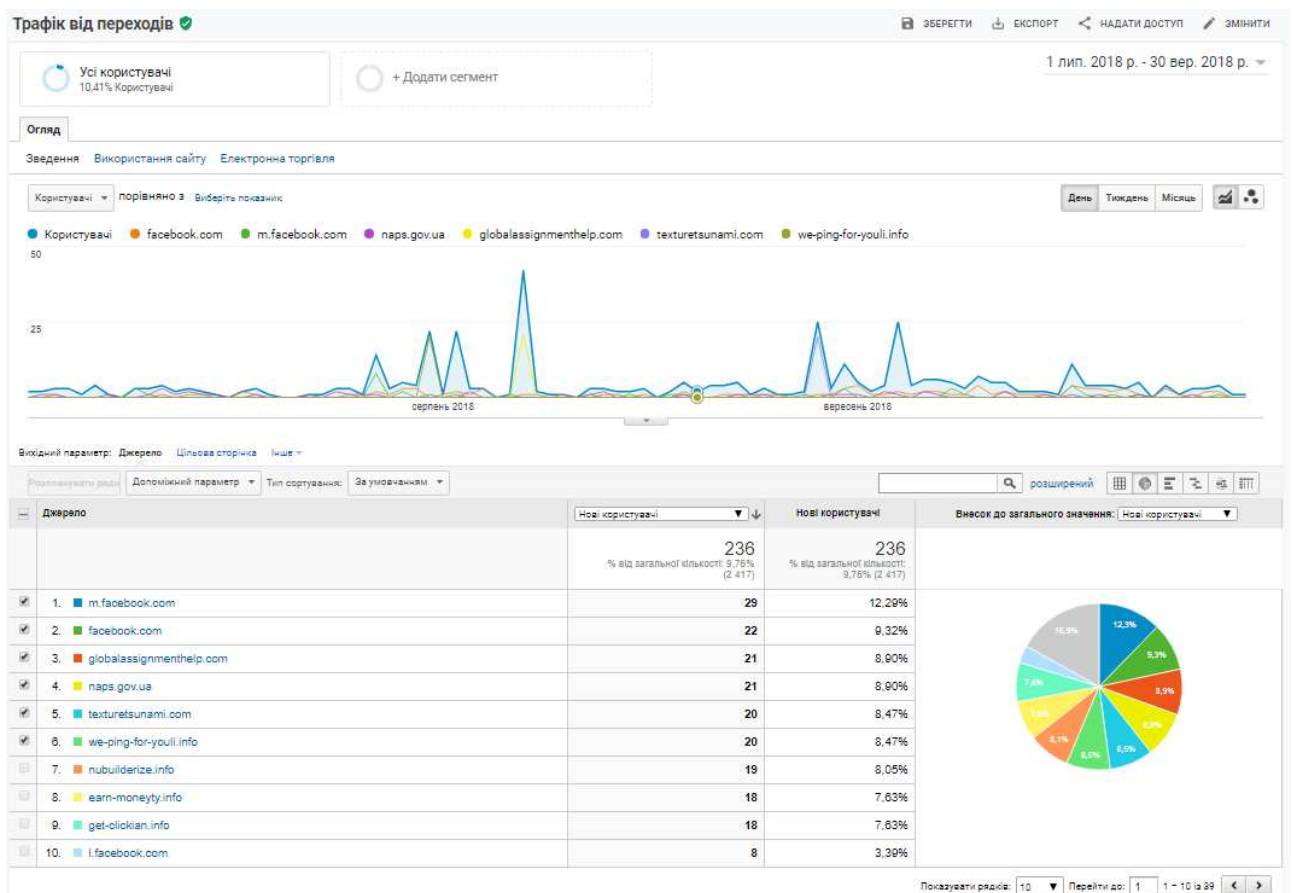 Трафік від переходів
ЗБЕРЕГТИ ЕКСПОРТ НАДАТИ ДОСТУП ЗМІНИТИ
Усі користувачі
10,41% Користувачі
+ Додати сегмент
1 лип. 2018 р. - 30 вер. 2018 р.
Огляд
Зведення Використання сайту Електронна торгівля
Користувачі порівняно з Виберіть показник
День Тиждень Місяць
Користувачі facebook.com m.facebook.com naps.gov.ua globalassignmenthelp.com texturetsunami.com we-ping-for-youli.info
50
25
серпень 2018 вересень 2018
Вихідний параметр: Джерело Цільова сторінка Інше
Допоміжний параметр Тип сортування: За умовчанням розширений
Джерело Нові користувачі Нові користувачі Внесок до загального значення: Нові користувачі
236 236
% від загальної кількості: 9,76% (2 417) % від загальної кількості: 9,76% (2 417)
1. m.facebook.com 29 12,29%
2. facebook.com 22 9,32%
3. globalassignmenthelp.com 21 8,90%
4. naps.gov.ua 21 8,90%
5. texturetsunami.com 20 8,47%
6. we-ping-for-youli.info 20 8,47%
7. nubuilderize.info 19 8,05%
8. earn-moneyty.info 18 7,63%
9. get-clickian.info 18 7,63%
10. l.facebook.com 8 3,39%
12,3%
9,3%
8,9%
8,9%
8,5%
8,5%
8,1%
7,6%
7,6%
16,9%
Показувати рядків: 10 Перейти до: 1 1 – 10 із 39